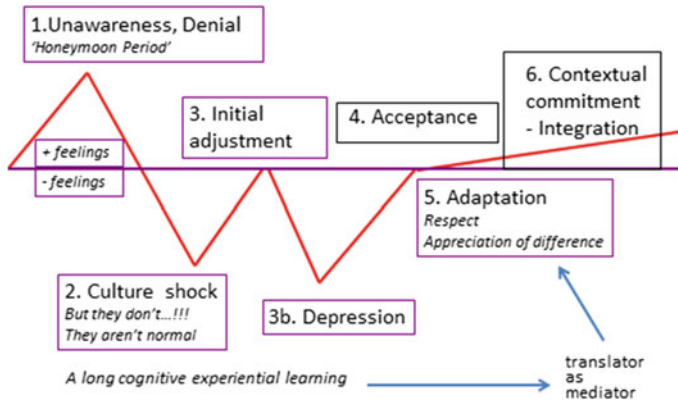 1.Unawareness, Denial
‘Honeymoon Period’
+ feelings
- feelings
2. Culture shock
But they don’t...!!!
They aren’t normal
3. Initial
adjustment
3b. Depression
4. Acceptance
5. Adaptation
Respect
Appreciation of difference
6. Contextual
commitment
- Integration
A long cognitive experiential learning
translator
as
mediator